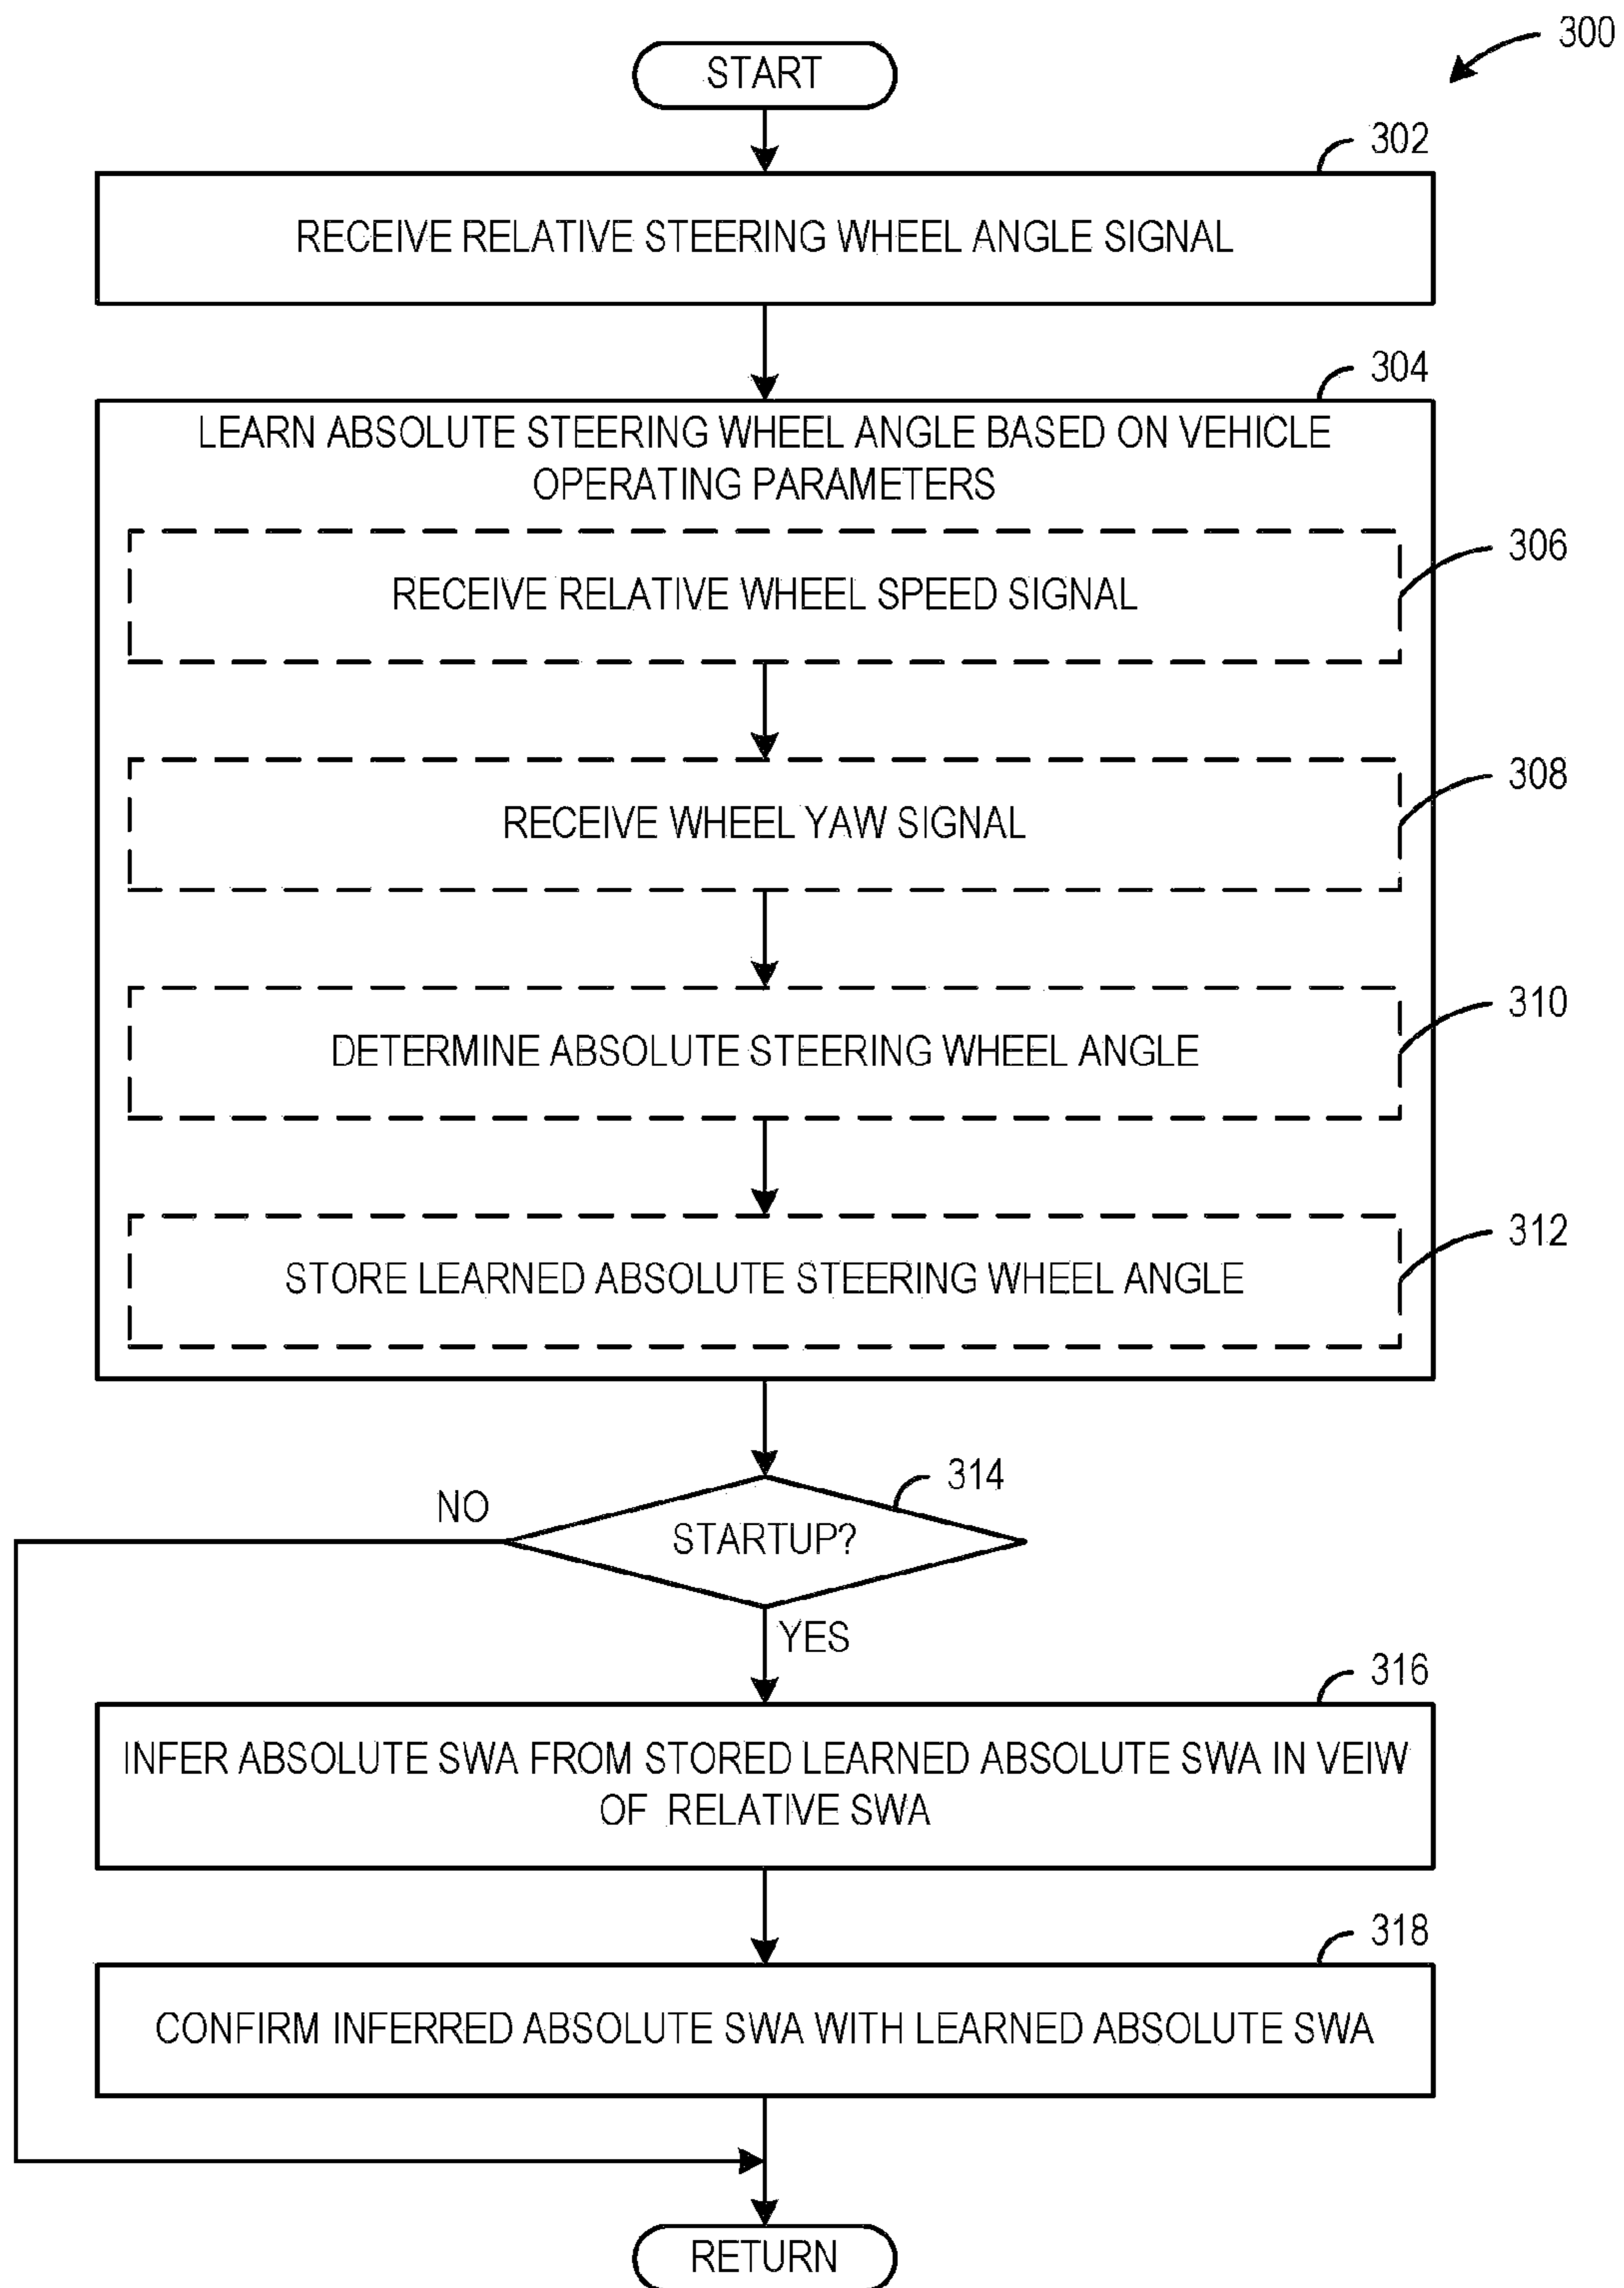 300
START
302
RECEIVE RELATIVE STEERING WHEEL ANGLE SIGNAL
304
LEARN ABSOLUTE STEERING WHEEL ANGLE BASED ON VEHICLE
OPERATING PARAMETERS
306
RECEIVE RELATIVE WHEEL SPEED SIGNAL
308
RECEIVE WHEEL YAW SIGNAL
310
DETERMINE ABSOLUTE STEERING WHEEL ANGLE
312
STORE LEARNED ABSOLUTE STEERING WHEEL ANGLE
314
NO
STARTUP?
YES
316
INFER ABSOLUTE SWA FROM STORED LEARNED ABSOLUTE SWA IN VEIW
OF RELATIVE SWA
318
CONFIRM INFERRED ABSOLUTE SWA WITH LEARNED ABSOLUTE SWA
RETURN